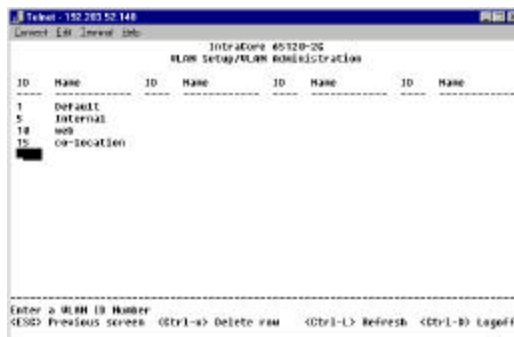 Telnet - 152.203.52.148
Connect Edit Terminal Help
IntraCore 65120-2G
VLAN Setup/VLAN Administration
ID Name ID Name ID Name ID Name
1 Default
5 Internal
10 web
15 co-location
Enter a VLAN ID Number
<ESC> Previous screen <Ctrl-w> Delete row <Ctrl-L> Refresh <Ctrl-D> Logoff